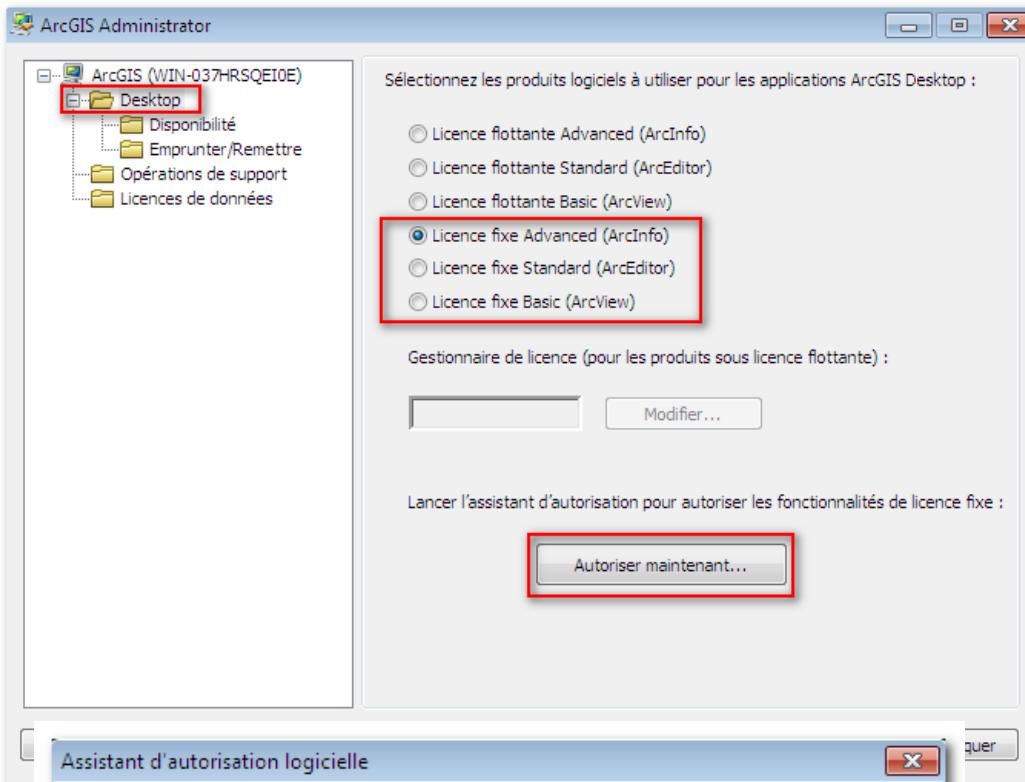 ArcGIS Administrator
ArcGIS (WIN-037HRSQEI0E)
Desktop
Disponibilité
Emprunter/Remettre
Opérations de support
Licences de données
Sélectionnez les produits logiciels à utiliser pour les applications ArcGIS Desktop :
Licence flottante Advanced (ArcInfo)
Licence flottante Standard (ArcEditor)
Licence flottante Basic (ArcView)
Licence fixe Advanced (ArcInfo)
Licence fixe Standard (ArcEditor)
Licence fixe Basic (ArcView)
Gestionnaire de licence (pour les produits sous licence flottante) :
Modifier...
Lancer l'assistant d'autorisation pour autoriser les fonctionnalités de licence fixe :
Autoriser maintenant...
quer
Assistant d'autorisation logicielle